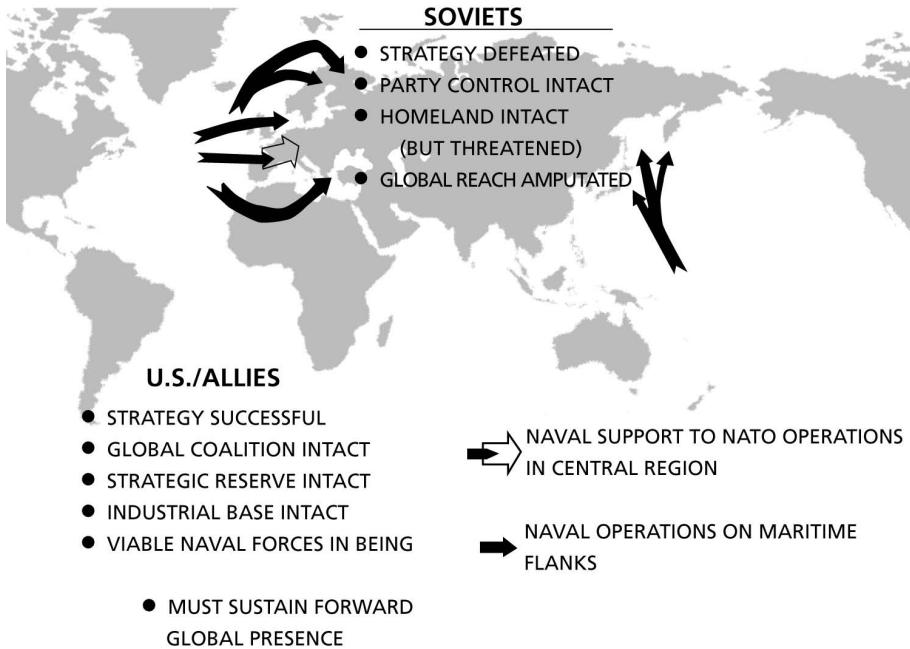 SOVIETS
● STRATEGY DEFEATED
● PARTY CONTROL INTACT
● HOMELAND INTACT
(BUT THREATENED)
● GLOBAL REACH AMPUTATED
U.S./ALLIES
● STRATEGY SUCCESSFUL
● GLOBAL COALITION INTACT
● STRATEGIC RESERVE INTACT
● INDUSTRIAL BASE INTACT
● VIABLE NAVAL FORCES IN BEING
● MUST SUSTAIN FORWARD
GLOBAL PRESENCE
NAVAL SUPPORT TO NATO OPERATIONS
IN CENTRAL REGION
NAVAL OPERATIONS ON MARITIME
FLANKS